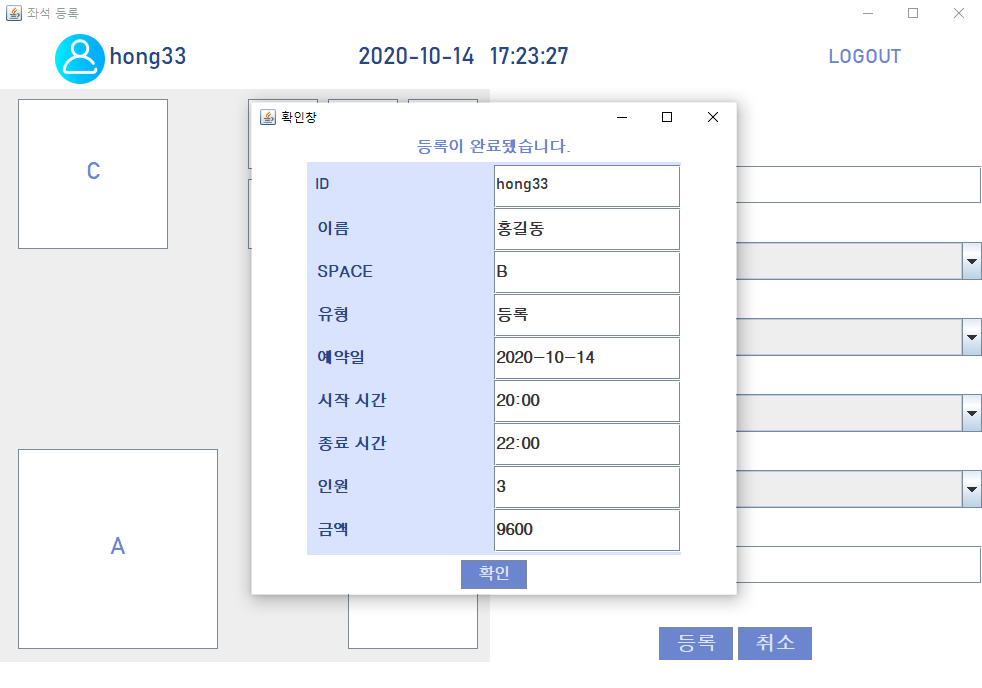 좌석 등록
hong33
2020-10-14 17:23:27
LOGOUT
C
A
확인창
등록이 완료됐습니다.
ID hong33
이름 홍길동
SPACE B
유형 등록
예약일 2020-10-14
시작 시간 20:00
종료 시간 22:00
인원 3
금액 9600
확인
등록 취소